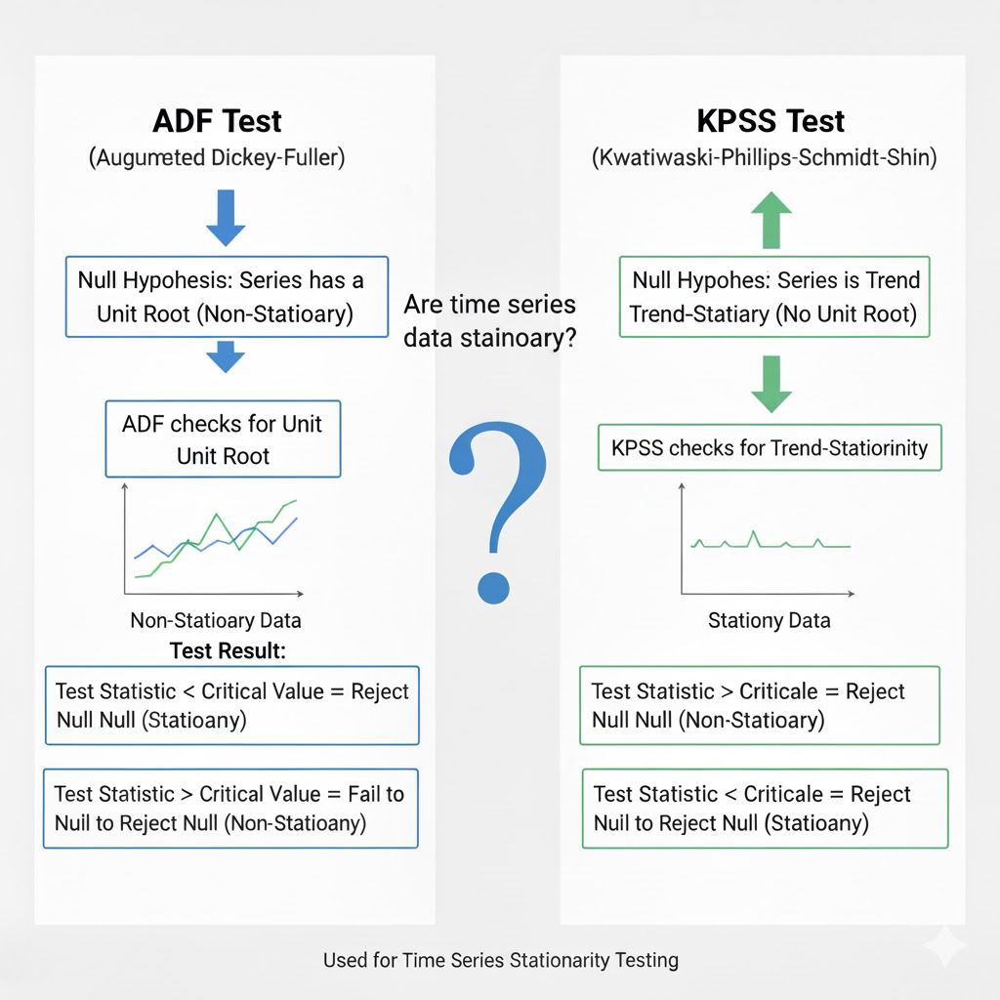 ADF Test
(Augumeted Dickey-Fuller)
Null Hypohesis: Series has a
Unit Root (Non-Statioary)
ADF checks for Unit
Unit Root
Non-Statioary Data
Test Result:
Test Statistic < Critical Value = Reject
Null Null (Statioany)
Test Statistic > Critical Value = Fail to
Nuil to Reject Null (Non-Statioany)
Are time series
data stainoary?
?
KPSS Test
(Kwatiwaski-Phillips-Schmidt-Shin)
Null Hypohes: Series is Trend
Trend-Statiary (No Unit Root)
KPSS checks for Trend-Statiorinity
Stationy Data
Test Statistic > Criticale = Reject
Null Null (Non-Statioary)
Test Statistic < Criticale = Reject
Nuil to Reject Null (Statioany)
Used for Time Series Stationarity Testing